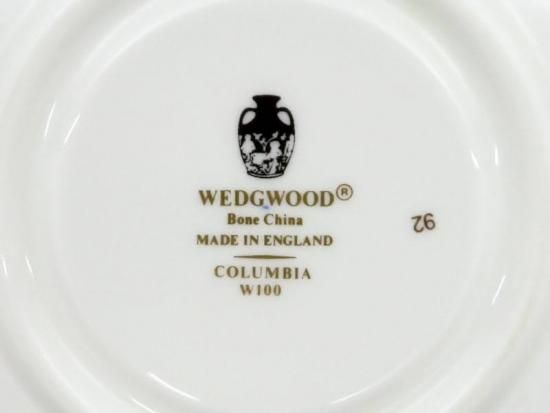 WEDGWOOD®
Bone China
MADE IN ENGLAND
COLUMBIA
W100
92